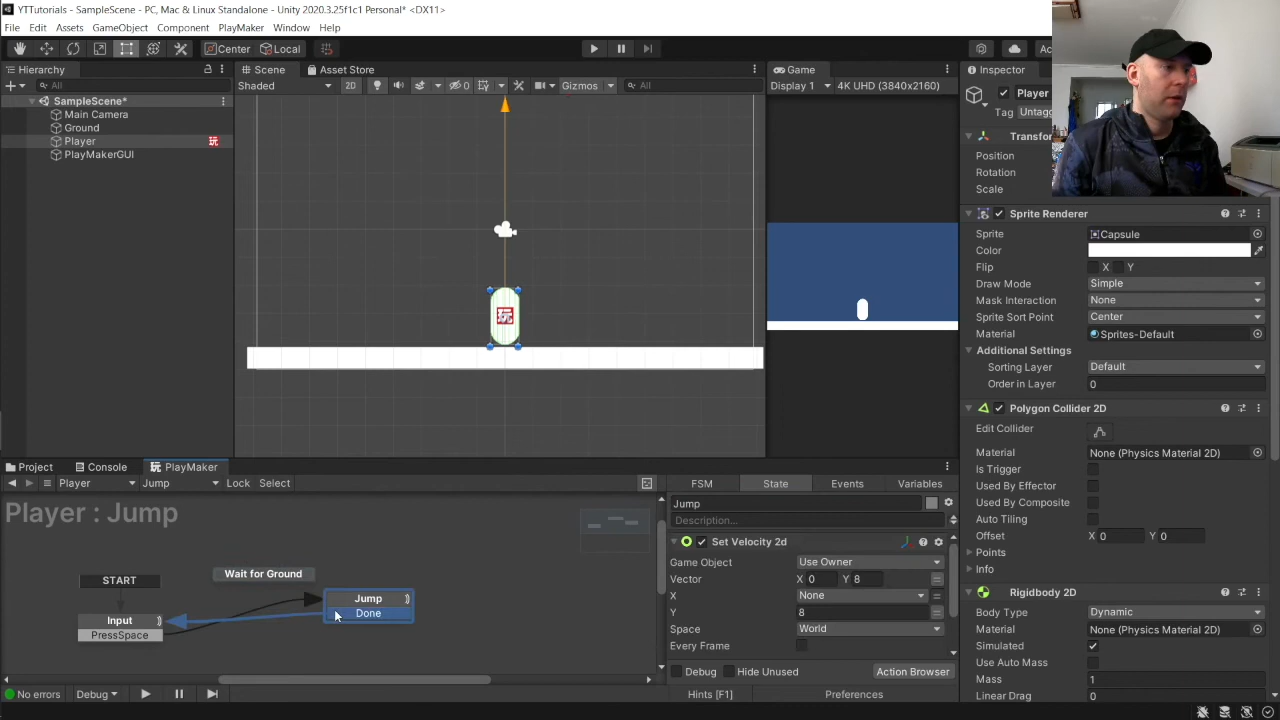 YTTutorials - SampleScene - PC, Mac & Linux Standalone - Unity 2020.3.25f1c1 Personal* <DX11>
File Edit Assets GameObject Component PlayMaker Window Help
Center Local Ac
Hierarchy Scene Asset Store Game Inspector
All Shaded 2D 0 Gizmos All Display 1 4K UHD (3840x2160) Player
Tag Untagg
SampleScene*
Main Camera
Ground
Player 玩
PlayMakerGUI
Transform
Position
Rotation
Scale
Sprite Renderer
Sprite Capsule
Color
Flip X Y
Draw Mode Simple
Mask Interaction None
Sprite Sort Point Center
Material Sprites-Default
Additional Settings
Sorting Layer Default
Order in Layer 0
玩
Polygon Collider 2D
Edit Collider
Material None (Physics Material 2D)
Is Trigger
Used By Effector
Used By Composite
Auto Tiling
Offset X 0 Y 0
Points
Info
Rigidbody 2D
Body Type Dynamic
Material None (Physics Material 2D)
Simulated
Use Auto Mass
Mass 1
Linear Drag 0
Project Console 玩 PlayMaker
Player Jump Lock Select
Player : Jump
START
Wait for Ground
Jump
Done
Input
PressSpace
FSM State Events Variables
Jump
Description...
Set Velocity 2d
Game Object Use Owner
Vector X 0 Y 8
X None
Y 8
Space World
Every Frame
Debug Hide Unused Action Browser
No errors Debug Hints [F1] Preferences